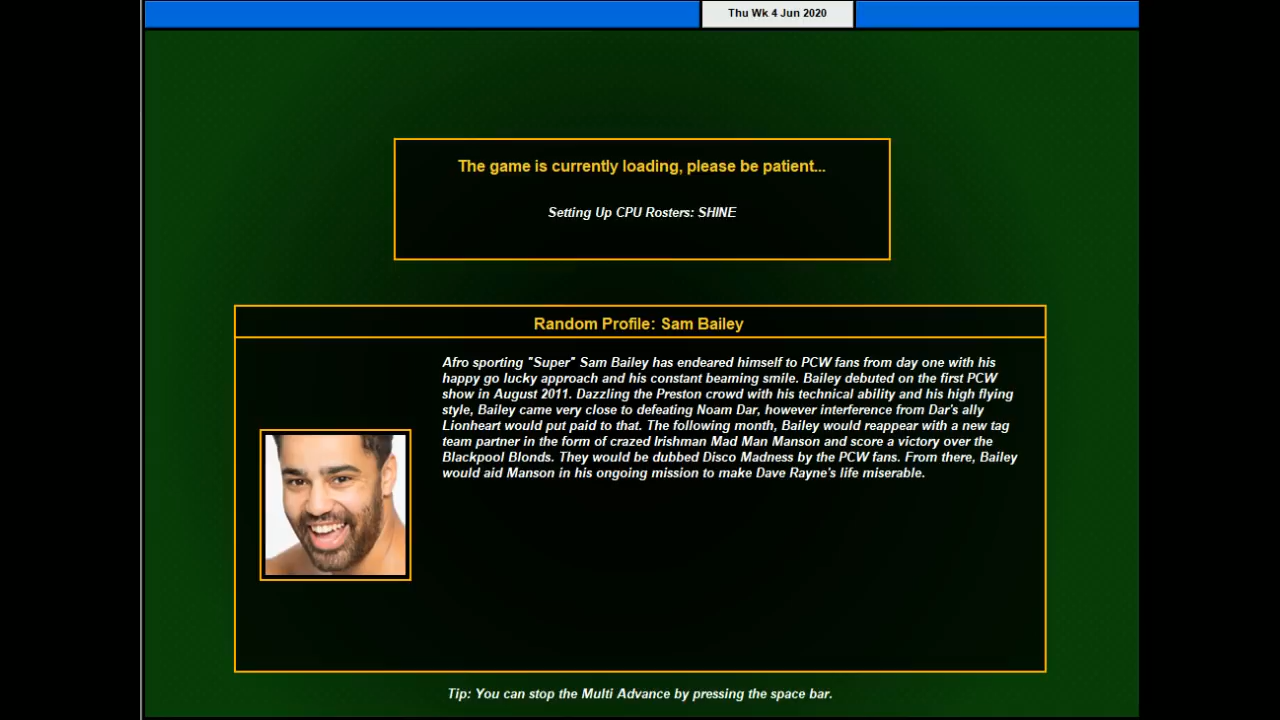 Thu Wk 4 Jun 2020
The game is currently loading, please be patient...
Setting Up CPU Rosters: SHINE
Random Profile: Sam Bailey
Afro sporting "Super" Sam Bailey has endeared himself to PCW fans from day one with his
happy go lucky approach and his constant beaming smile. Bailey debuted on the first PCW
show in August 2011. Dazzling the Preston crowd with his technical ability and his high flying
style, Bailey came very close to defeating Noam Dar, however interference from Dar's ally
Lionheart would put paid to that. The following month, Bailey would reappear with a new tag
team partner in the form of crazed Irishman Mad Man Manson and score a victory over the
Blackpool Blonds. They would be dubbed Disco Madness by the PCW fans. From there, Bailey
would aid Manson in his ongoing mission to make Dave Rayne's life miserable.
Tip: You can stop the Multi Advance by pressing the space bar.